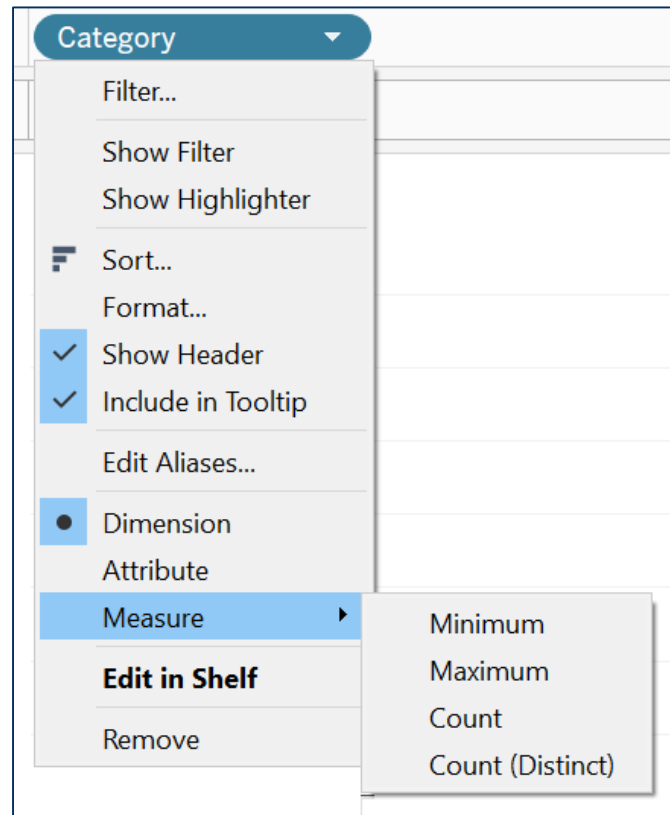 Category
Filter...
Show Filter
Show Highlighter
Sort...
Format...
Show Header
Include in Tooltip
Edit Aliases...
Dimension
Attribute
Measure
Minimum
Maximum
Count
Count (Distinct)
Edit in Shelf
Remove